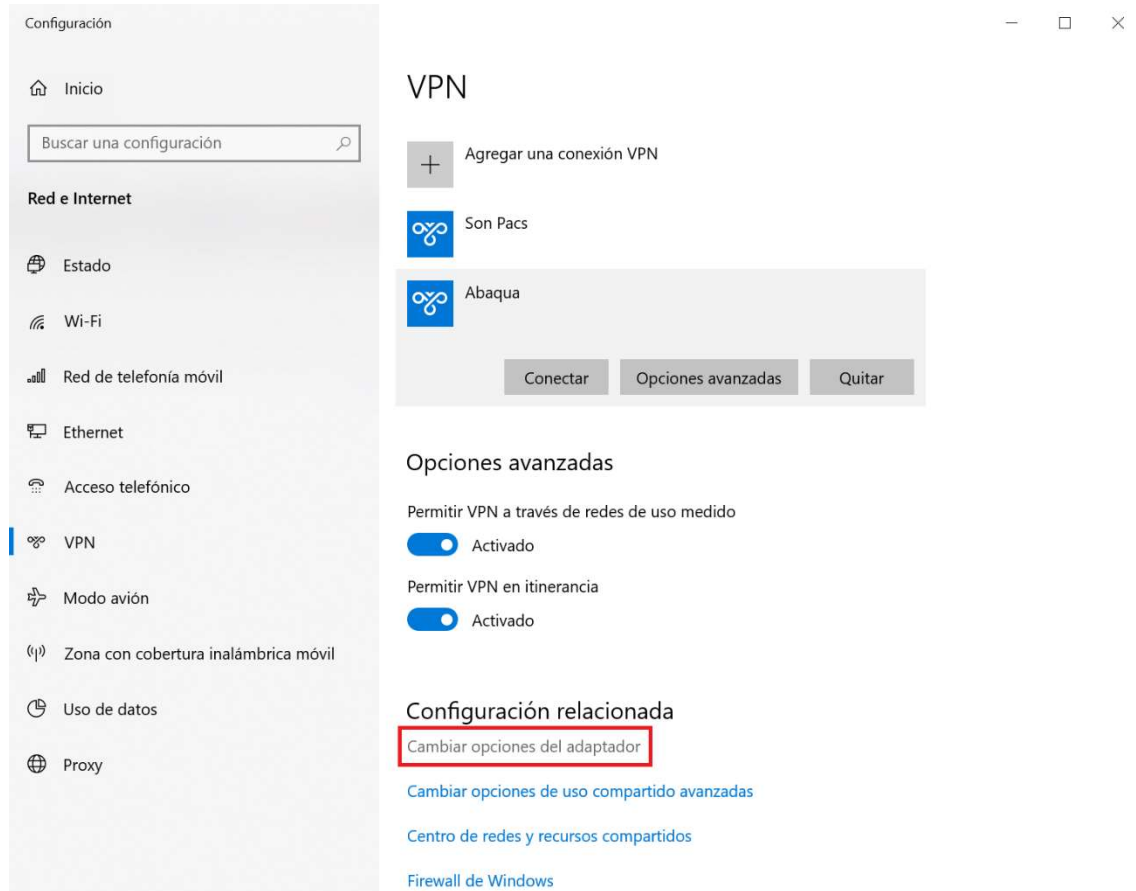 Configuración
Inicio
Buscar una configuración
Red e Internet
Estado
Wi-Fi
Red de telefonía móvil
Ethernet
Acceso telefónico
VPN
Modo avión
Zona con cobertura inalámbrica móvil
Uso de datos
Proxy
VPN
Agregar una conexión VPN
Son Pacs
Abaqua
Conectar Opciones avanzadas Quitar
Opciones avanzadas
Permitir VPN a través de redes de uso medido
Activado
Permitir VPN en itinerancia
Activado
Configuración relacionada
Cambiar opciones del adaptador
Cambiar opciones de uso compartido avanzadas
Centro de redes y recursos compartidos
Firewall de Windows